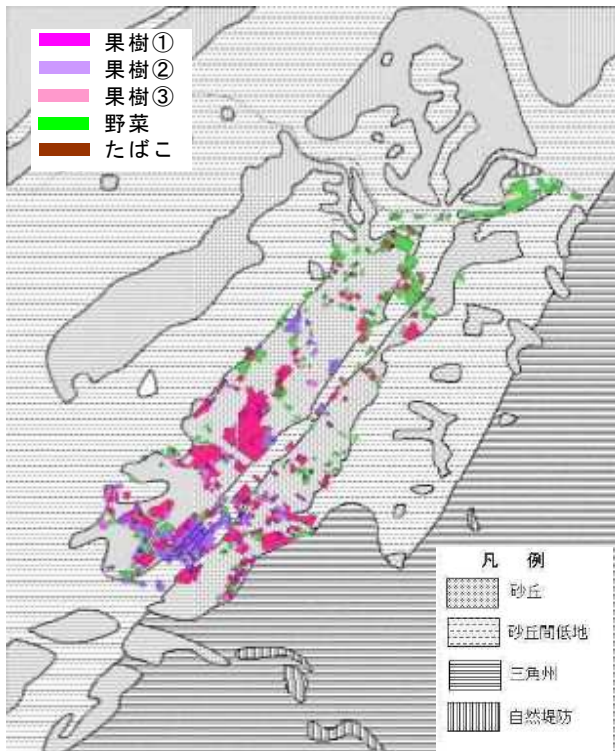 果樹①
果樹②
果樹③
野菜
たばこ
凡 例
砂丘
砂丘間低地
三角州
自然堤防